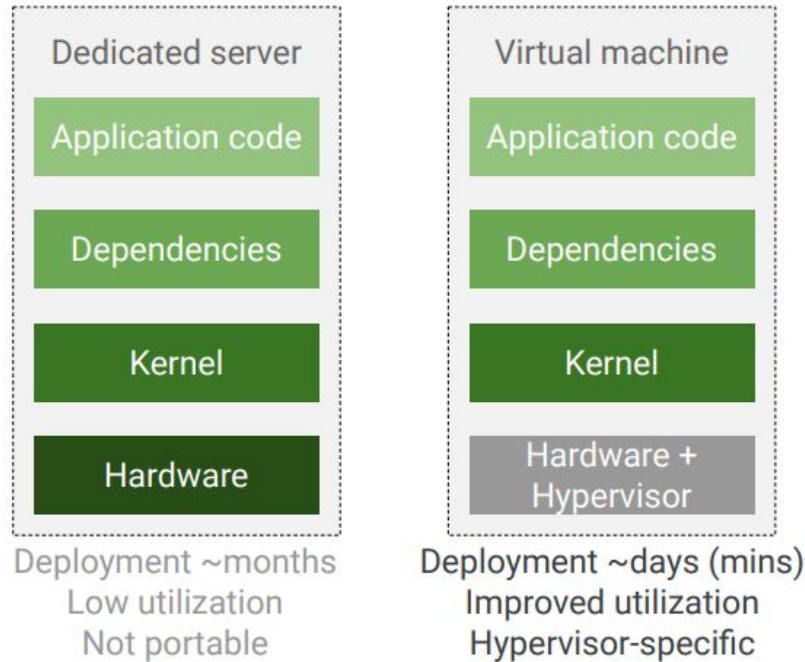 Dedicated server
Application code
Dependencies
Kernel
Hardware
Deployment ~months
Low utilization
Not portable
Virtual machine
Application code
Dependencies
Kernel
Hardware +
Hypervisor
Deployment ~days (mins)
Improved utilization
Hypervisor-specific